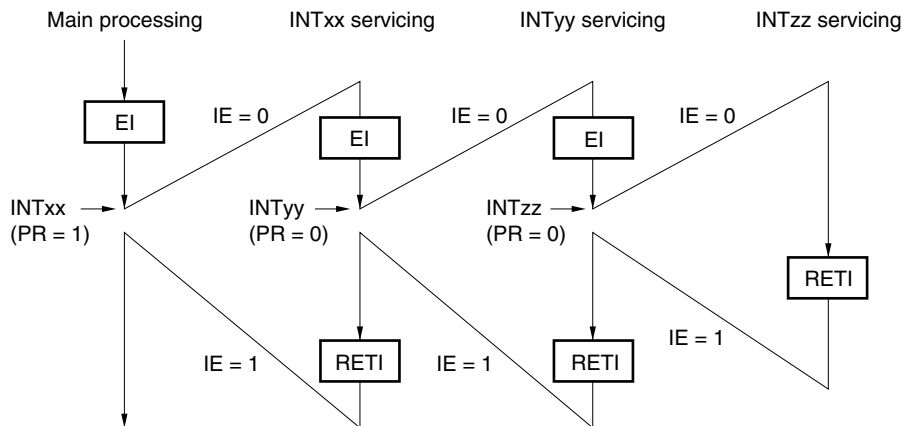 Main processing
INTxx servicing
INTyy servicing
INTzz servicing
EI
IE = 0
EI
IE = 0
EI
IE = 0
INTxx
(PR = 1)
INTyy
(PR = 0)
INTzz
(PR = 0)
RETI
IE = 1
RETI
IE = 1
RETI
IE = 1